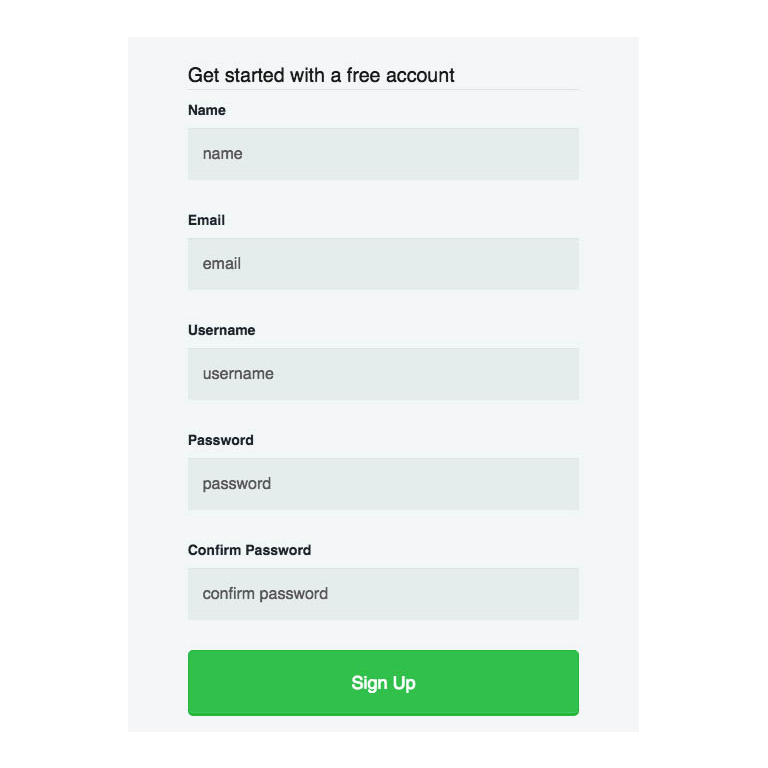 Get started with a free account
Name
name
Email
email
Username
username
Password
password
Confirm Password
confirm password
Sign Up